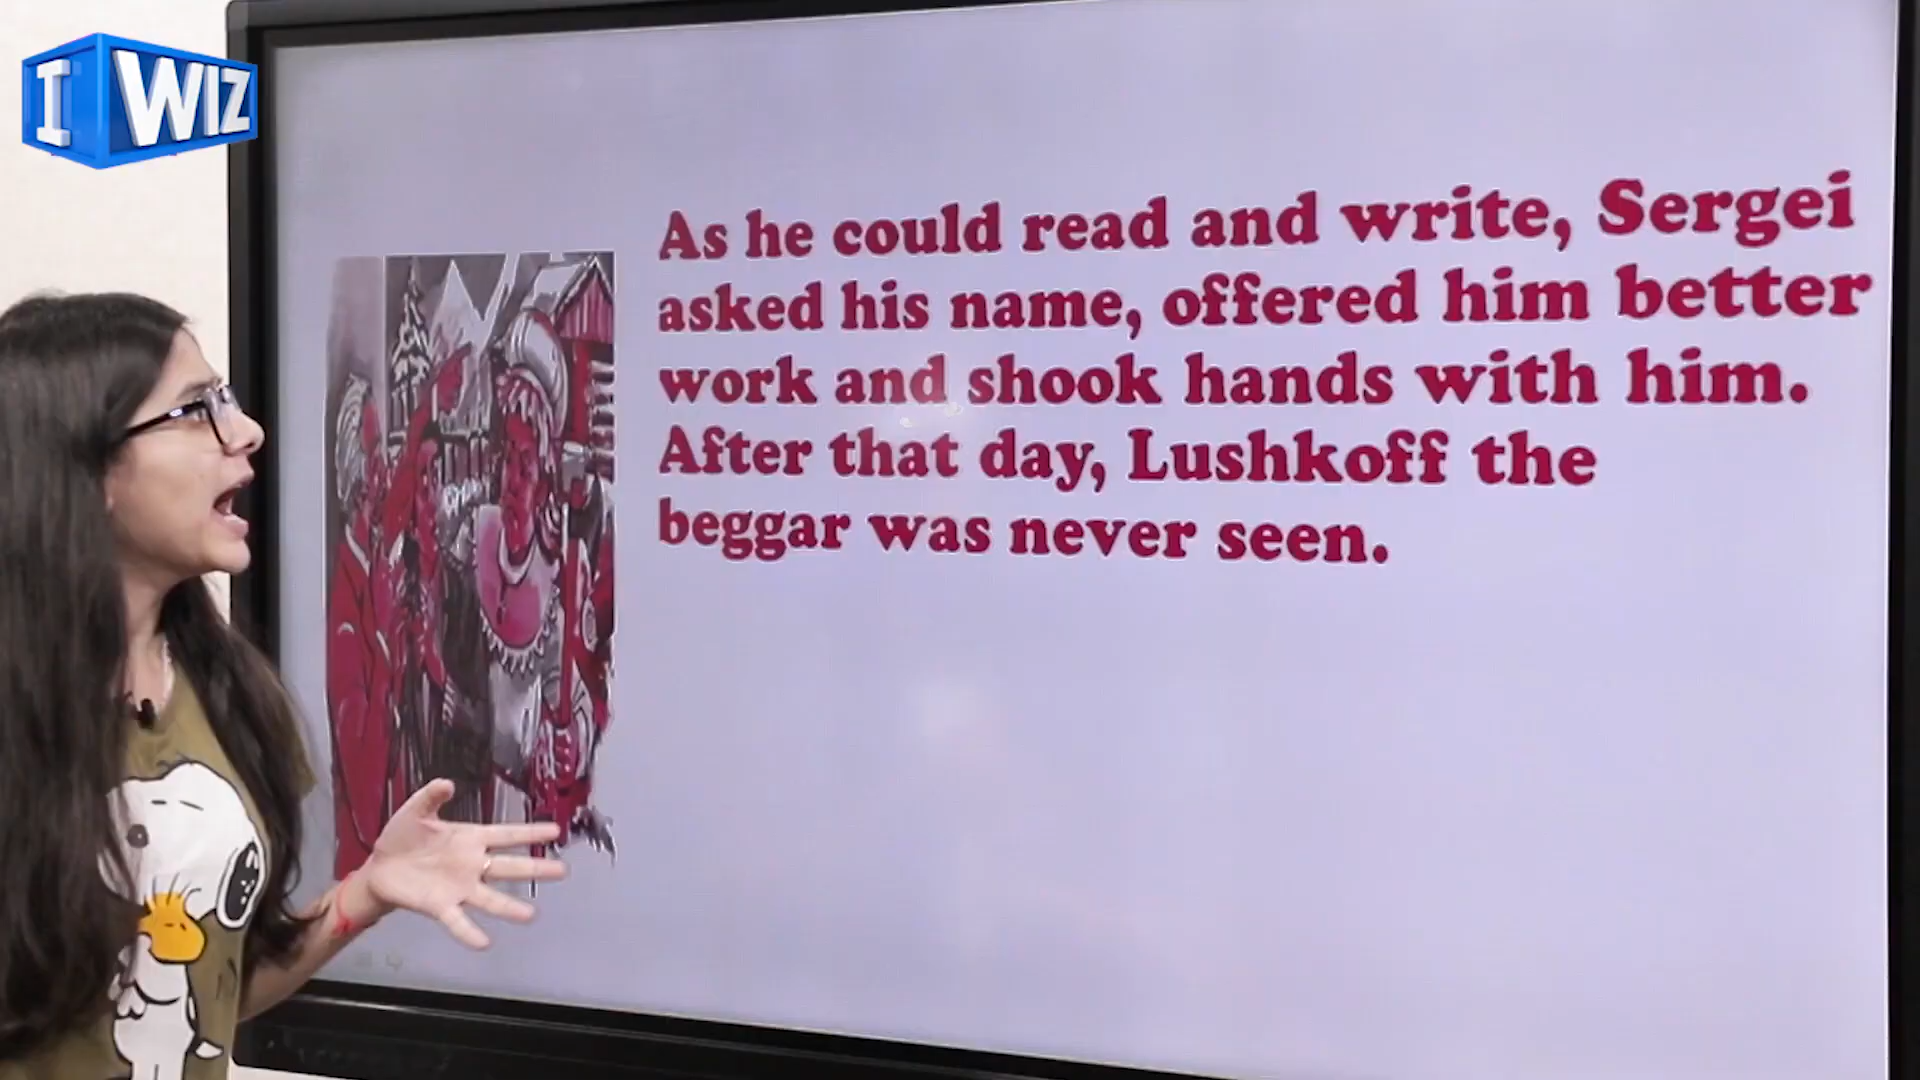 I WIZ
As he could read and write, Sergei
asked his name, offered him better
work and shook hands with him.
After that day, Lushkoff the
beggar was never seen.